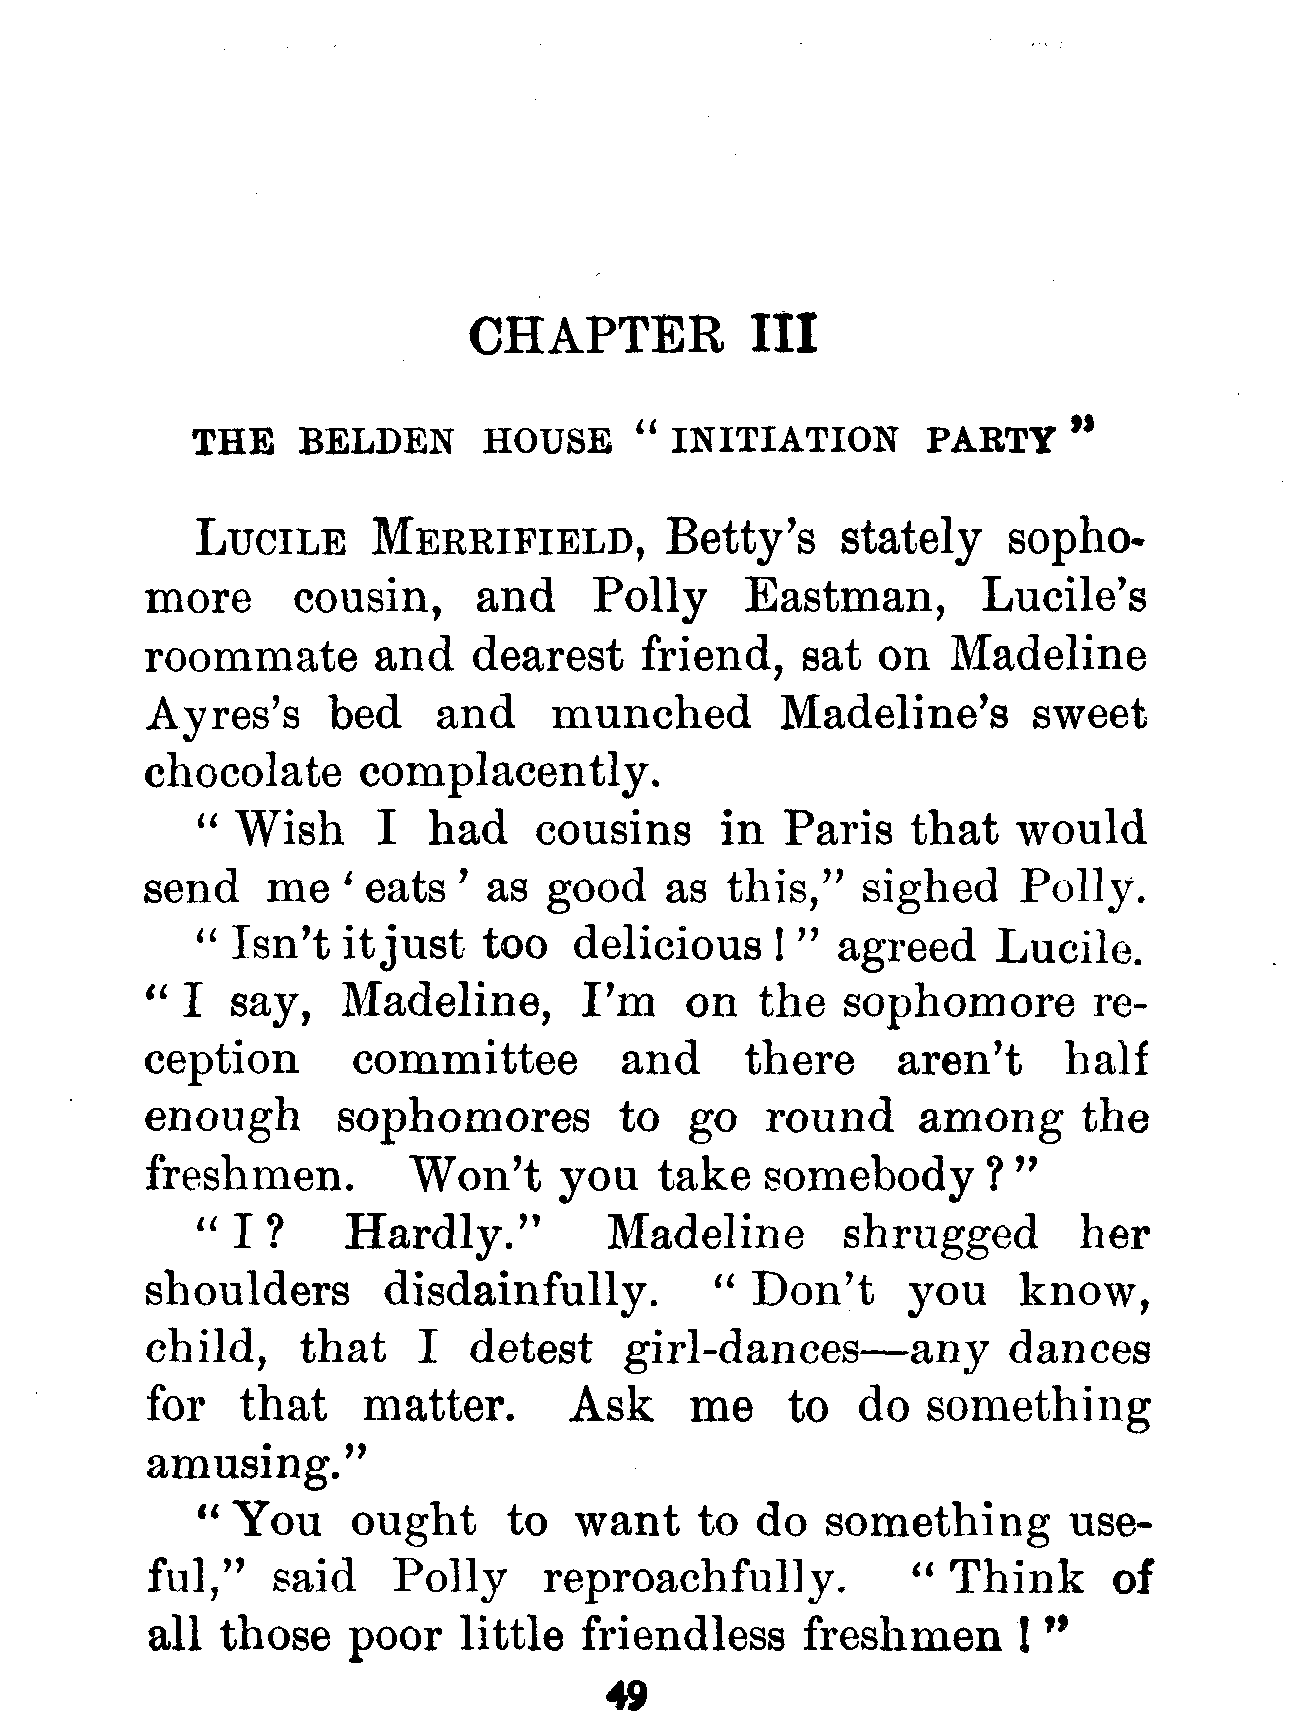 CHAPTER III
THE BELDEN HOUSE “ INITIATION PARTY ”
LUCILE MERRIFIELD, Betty’s stately sopho-
more cousin, and Polly Eastman, Lucile’s
roommate and dearest friend, sat on Madeline
Ayres’s bed and munched Madeline’s sweet
chocolate complacently.
“ Wish I had cousins in Paris that would
send me ‘ eats ’ as good as this,” sighed Polly.
“ Isn’t it just too delicious ! ” agreed Lucile.
“ I say, Madeline, I’m on the sophomore re-
ception committee and there aren’t half
enough sophomores to go round among the
freshmen. Won’t you take somebody ? ”
“ I ? Hardly.” Madeline shrugged her
shoulders disdainfully. “ Don’t you know,
child, that I detest girl-dances—any dances
for that matter. Ask me to do something
amusing.”
“ You ought to want to do something use-
ful,” said Polly reproachfully. “ Think of
all those poor little friendless freshmen ! ”
49